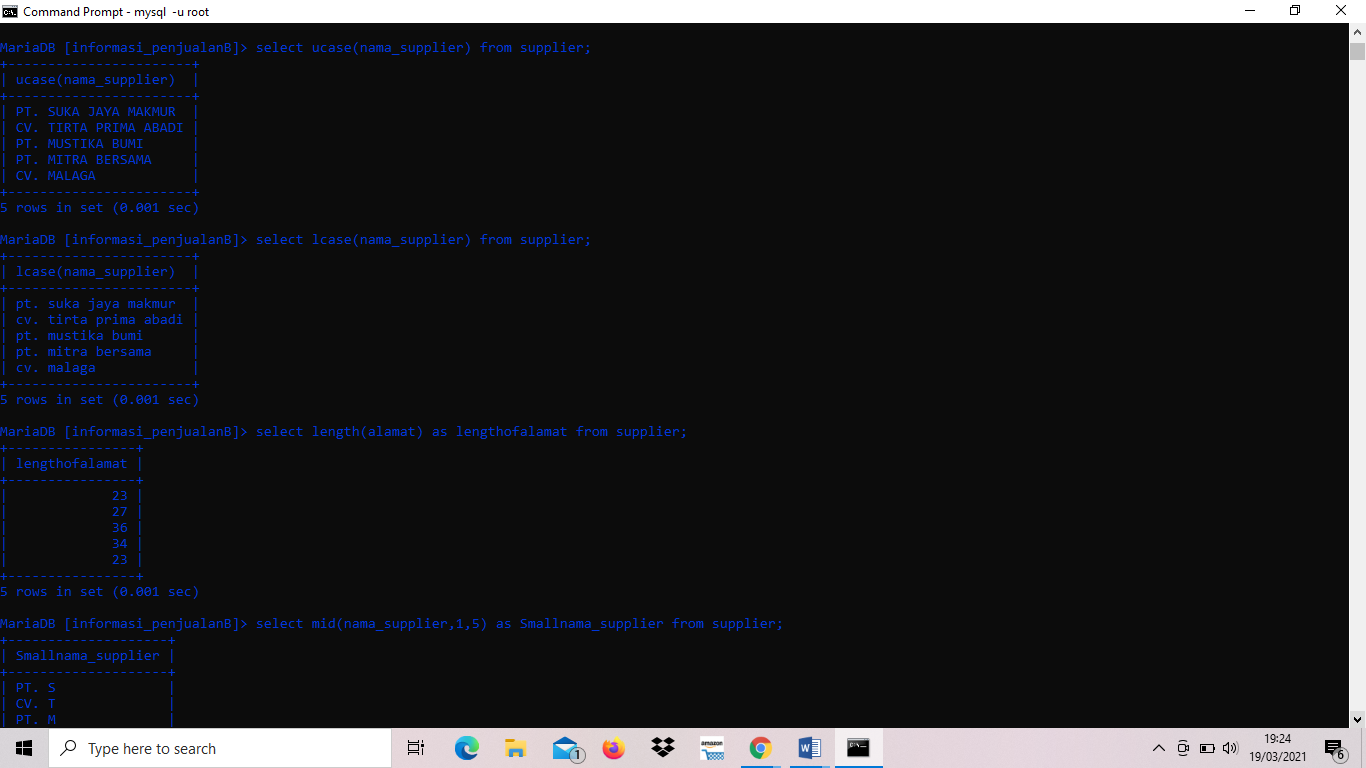 Command Prompt - mysql -u root
MariaDB [informasi_penjualanB]> select ucase(nama_supplier) from supplier;
+-----------------------+
| ucase(nama_supplier)  |
+-----------------------+
| PT. SUKA JAYA MAKMUR  |
| CV. TIRTA PRIMA ABADI |
| PT. MUSTIKA BUMI      |
| PT. MITRA BERSAMA     |
| CV. MALAGA            |
+-----------------------+
5 rows in set (0.001 sec)
MariaDB [informasi_penjualanB]> select lcase(nama_supplier) from supplier;
+-----------------------+
| lcase(nama_supplier)  |
+-----------------------+
| pt. suka jaya makmur  |
| cv. tirta prima abadi |
| pt. mustika bumi      |
| pt. mitra bersama     |
| cv. malaga            |
+-----------------------+
5 rows in set (0.001 sec)
MariaDB [informasi_penjualanB]> select length(alamat) as lengthofalamat from supplier;
+----------------+
| lengthofalamat |
+----------------+
|             23 |
|             27 |
|             36 |
|             34 |
|             23 |
+----------------+
5 rows in set (0.001 sec)
MariaDB [informasi_penjualanB]> select mid(nama_supplier,1,5) as Smallnama_supplier from supplier;
+--------------------+
| Smallnama_supplier |
+--------------------+
| PT. S              |
| CV. T              |
| PT. M              |
Type here to search
1
amazon
19:24
19/03/2021
6